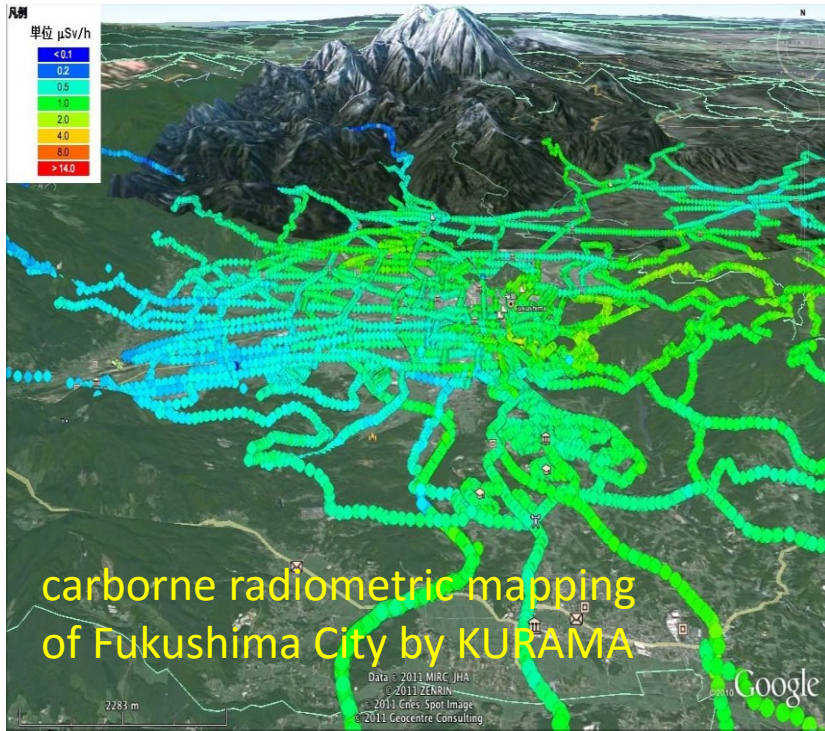 凡例
単位 μSv/h
< 0.1
0.2
0.5
1.0
2.0
4.0
8.0
> 14.0
N
Fukushima
carborne radiometric mapping
of Fukushima City by KURAMA
Data © 2011 MIRC, JHA
© 2011 ZENRIN
© 2011 Cnes, Spot Image
© 2011 Geocentre Consulting
©2010 Google
2283 m